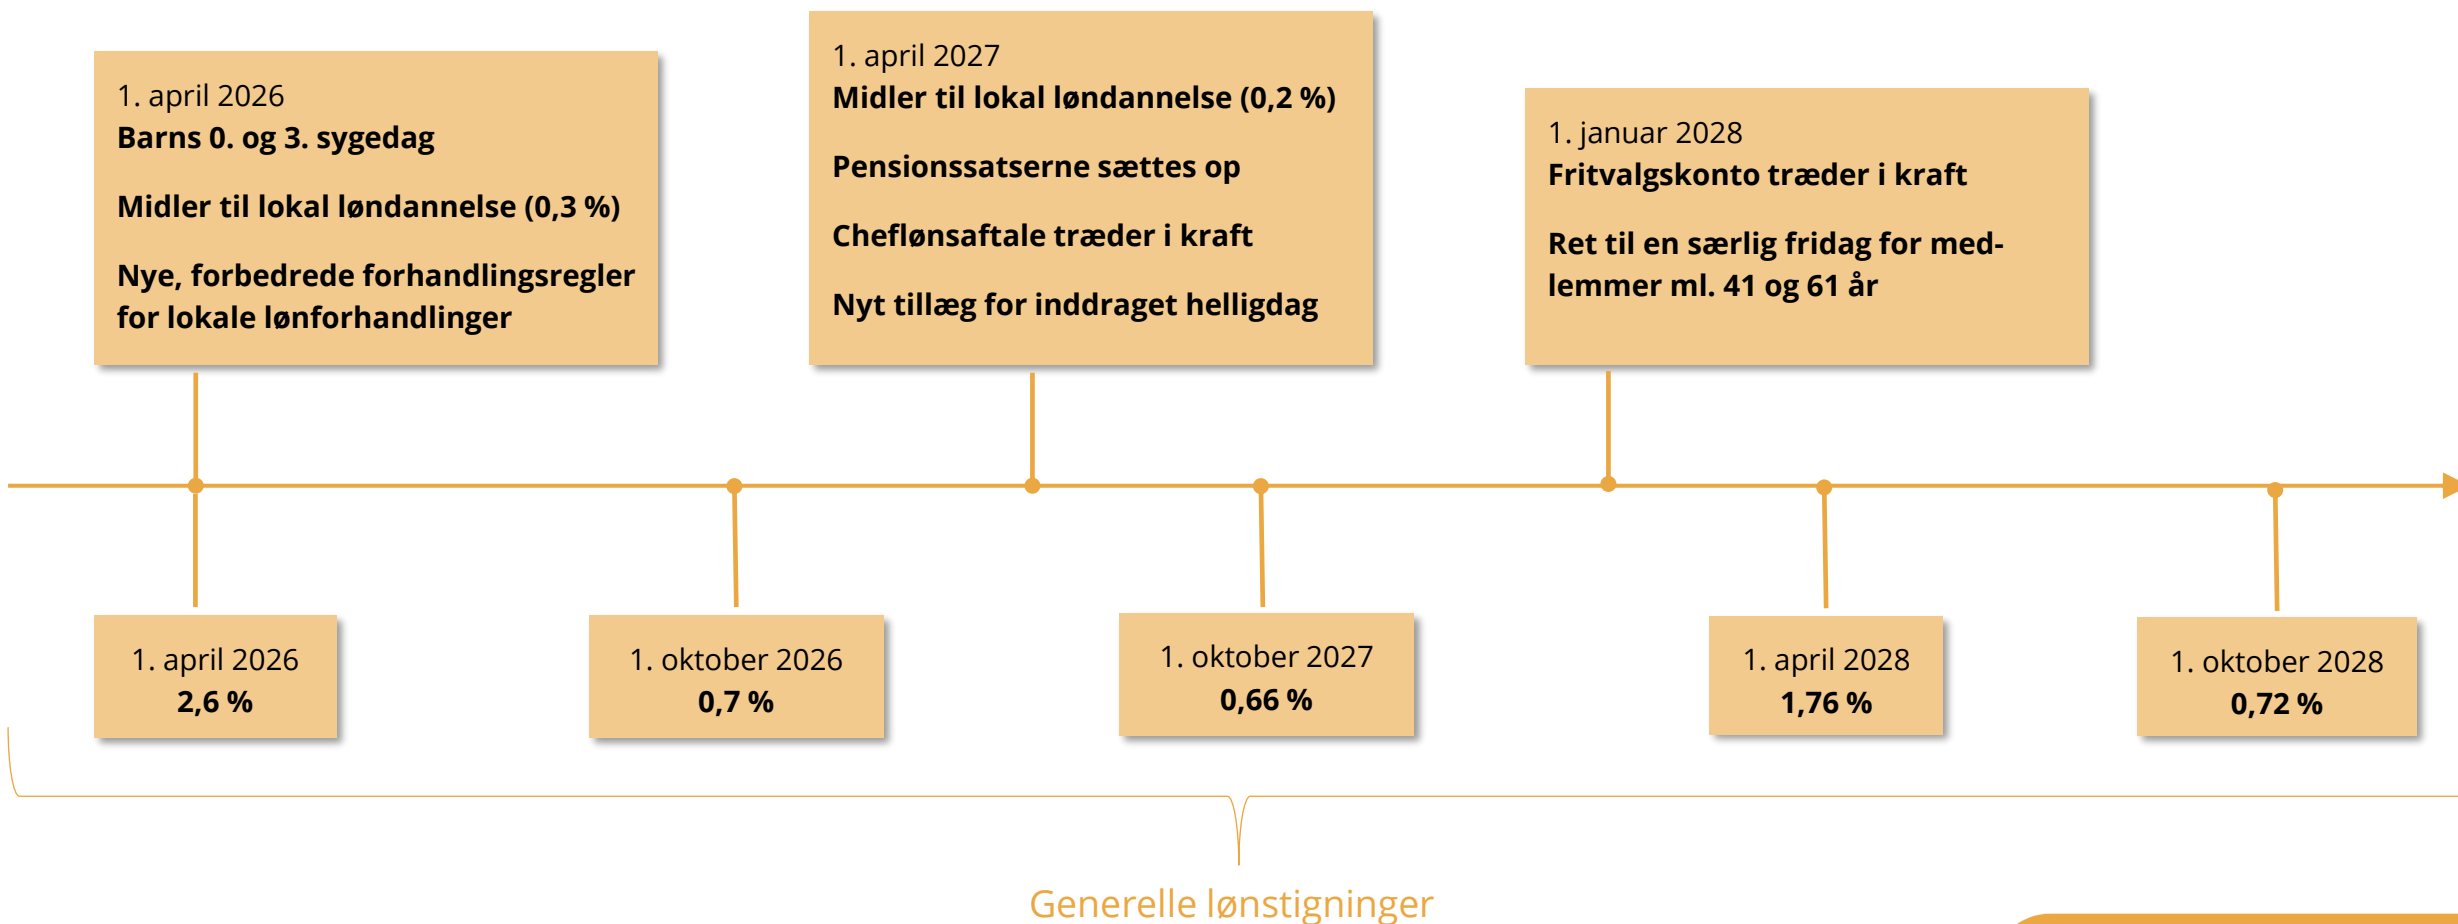 1. april 2026
Barns 0. og 3. sygedag
Midler til lokal løndannelse (0,3 %)
Nye, forbedrede forhandlingsregler
for lokale lønforhandlinger
1. april 2027
Midler til lokal løndannelse (0,2 %)
Pensionssatserne sættes op
Cheflønsaftale træder i kraft
Nyt tillæg for inddraget helligdag
1. januar 2028
Fritvalgskonto træder i kraft
Ret til en særlig fridag for med-
lemmer ml. 41 og 61 år
1. april 2026
2,6 %
1. oktober 2026
0,7 %
1. oktober 2027
0,66 %
1. april 2028
1,76 %
1. oktober 2028
0,72 %
Generelle lønstigninger